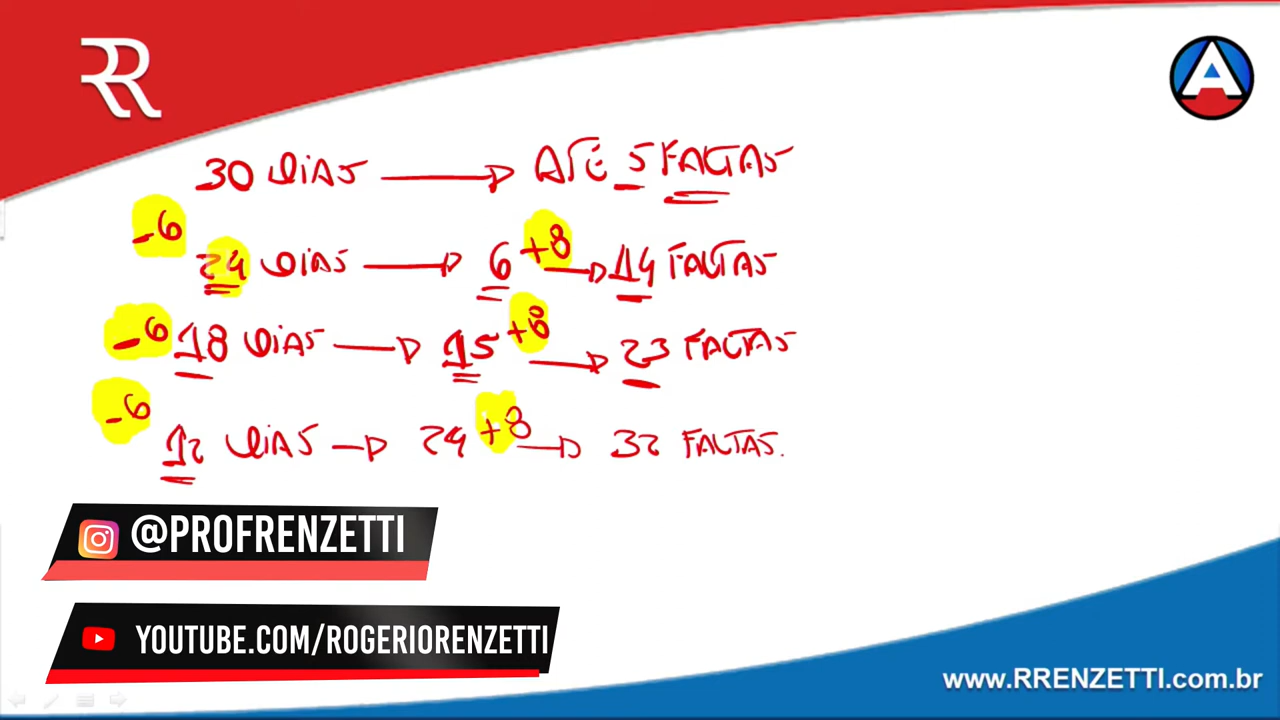 RR
A
30 DIAS → ATÉ 5 FALTAS
-6
24 DIAS → 6 +8 → 14 FALTAS
-6 18 DIAS → 15 +8 → 23 FALTAS
-6
12 DIAS → 24 +8 → 32 FALTAS.
@PROFRENZETTI
YOUTUBE.COM/ROGERIORENZETTI
www.RRENZETTI.com.br